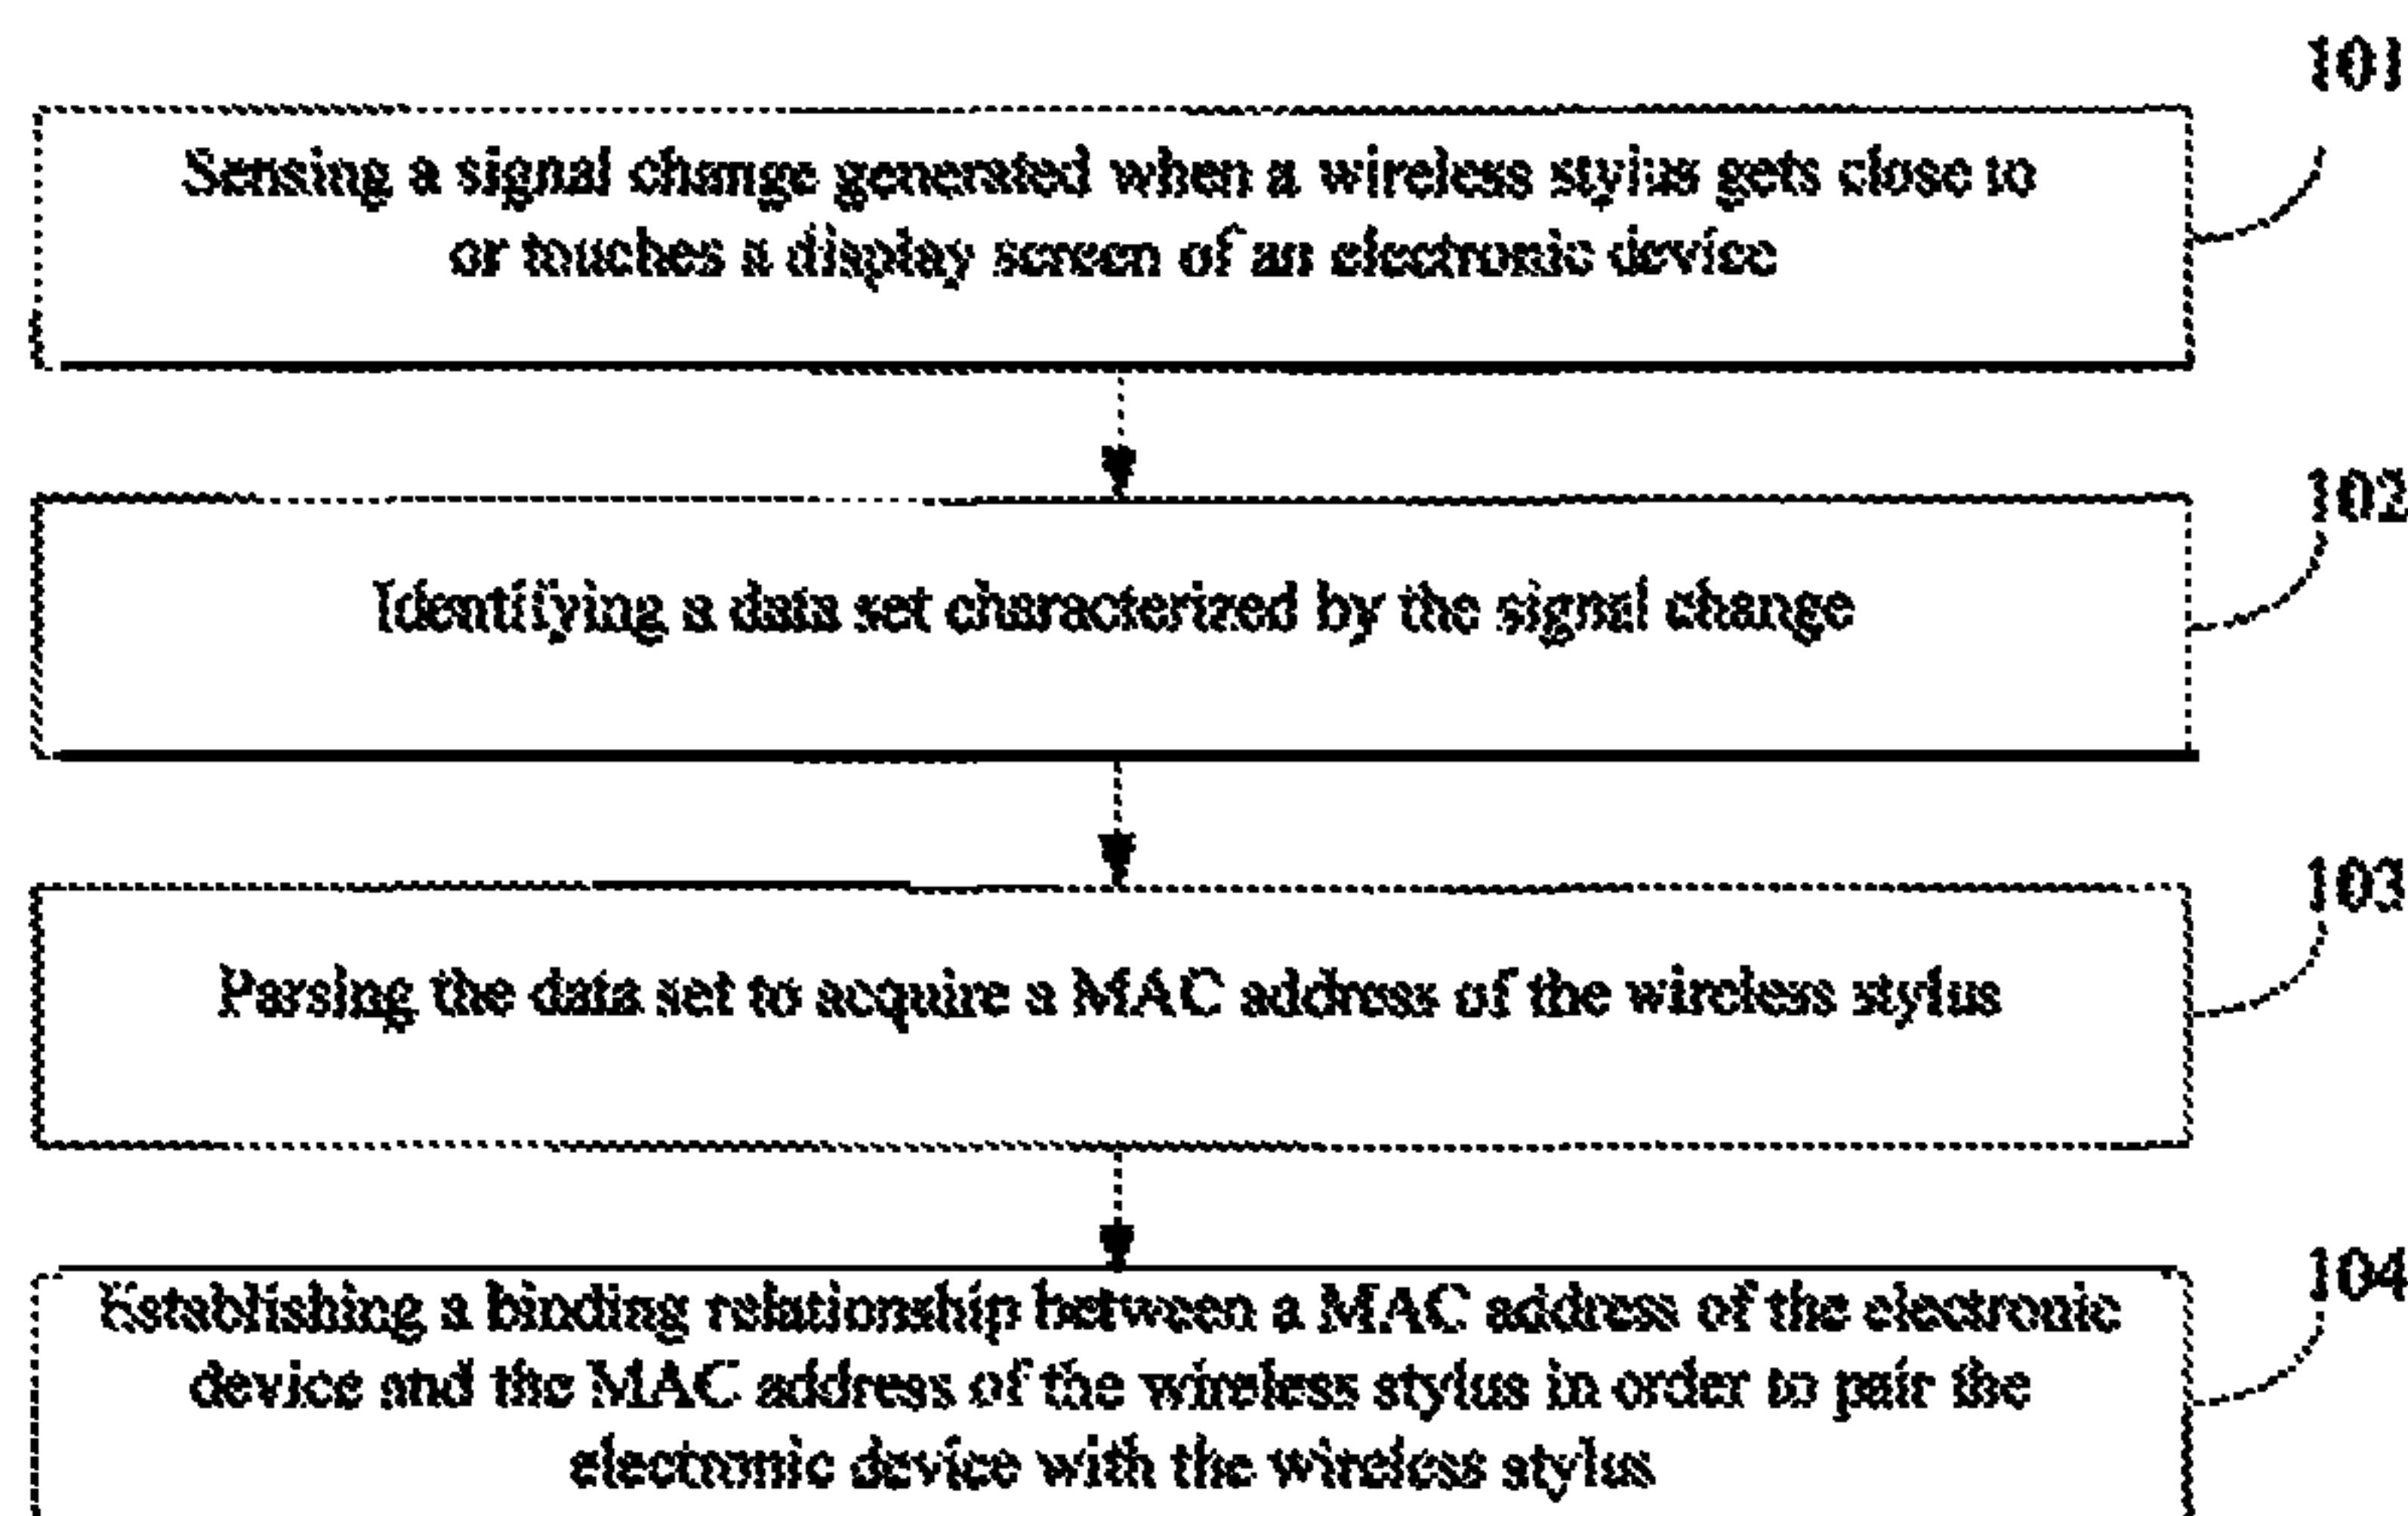 101
Sensing a signal change generated when a wireless stylus gets close to
or touches a display screen of an electronic device
102
Identifying a data set characterized by the signal change
103
Parsing the data set to acquire a MAC address of the wireless stylus
104
Establishing a binding relationship between a MAC address of the electronic
device and the MAC address of the wireless stylus in order to pair the
electronic device with the wireless stylus